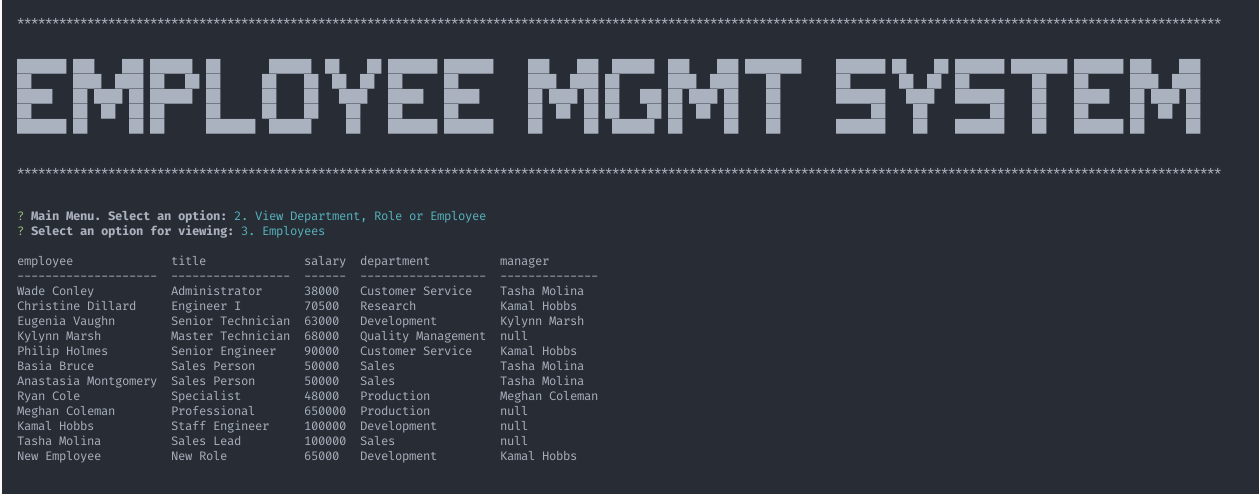 ********************************************************************************************************************************************************************************
EMPLOYEE MGMT SYSTEM
********************************************************************************************************************************************************************************
? Main Menu. Select an option: 2. View Department, Role or Employee
? Select an option for viewing: 3. Employees
employee              title              salary  department          manager
--------------------  -----------------  ------  ------------------  --------------
Wade Conley           Administrator      38000   Customer Service    Tasha Molina
Christine Dillard     Engineer I         70500   Research            Kamal Hobbs
Eugenia Vaughn        Senior Technician  63000   Development         Kylynn Marsh
Kylynn Marsh          Master Technician  68000   Quality Management  null
Philip Holmes         Senior Engineer    90000   Customer Service    Kamal Hobbs
Basia Bruce           Sales Person       50000   Sales               Tasha Molina
Anastasia Montgomery  Sales Person       50000   Sales               Tasha Molina
Ryan Cole             Specialist         48000   Production          Meghan Coleman
Meghan Coleman        Professional       650000  Production          null
Kamal Hobbs           Staff Engineer     100000  Development         null
Tasha Molina          Sales Lead         100000  Sales               null
New Employee          New Role           65000   Development         Kamal Hobbs